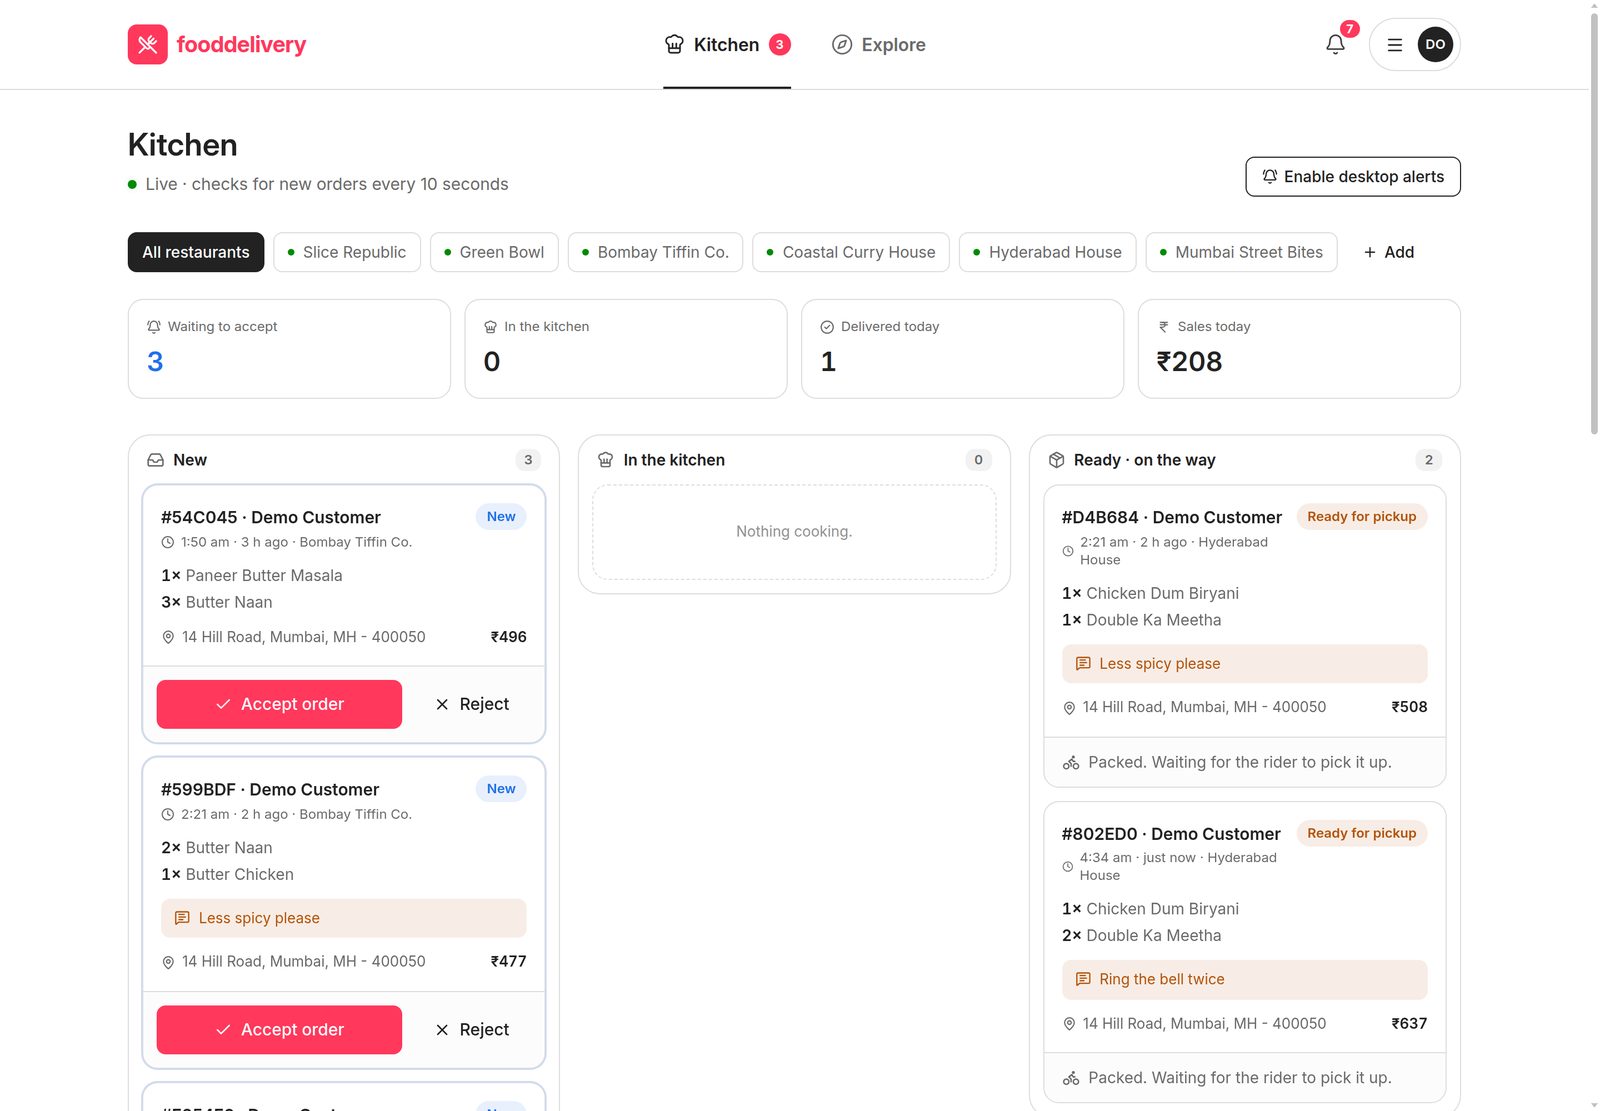 fooddelivery
Kitchen 3
Explore
7
DO
Kitchen
Live · checks for new orders every 10 seconds
Enable desktop alerts
All restaurants
Slice Republic
Green Bowl
Bombay Tiffin Co.
Coastal Curry House
Hyderabad House
Mumbai Street Bites
+ Add
Waiting to accept
3
In the kitchen
0
Delivered today
1
₹ Sales today
₹208
New 3
#54C045 · Demo Customer New
1:50 am · 3 h ago · Bombay Tiffin Co.
1× Paneer Butter Masala
3× Butter Naan
14 Hill Road, Mumbai, MH - 400050 ₹496
Accept order Reject
#599BDF · Demo Customer New
2:21 am · 2 h ago · Bombay Tiffin Co.
2× Butter Naan
1× Butter Chicken
Less spicy please
14 Hill Road, Mumbai, MH - 400050 ₹477
Accept order Reject
In the kitchen 0
Nothing cooking.
Ready · on the way 2
#D4B684 · Demo Customer Ready for pickup
2:21 am · 2 h ago · Hyderabad
House
1× Chicken Dum Biryani
1× Double Ka Meetha
Less spicy please
14 Hill Road, Mumbai, MH - 400050 ₹508
Packed. Waiting for the rider to pick it up.
#802ED0 · Demo Customer Ready for pickup
4:34 am · just now · Hyderabad
House
1× Chicken Dum Biryani
2× Double Ka Meetha
Ring the bell twice
14 Hill Road, Mumbai, MH - 400050 ₹637
Packed. Waiting for the rider to pick it up.